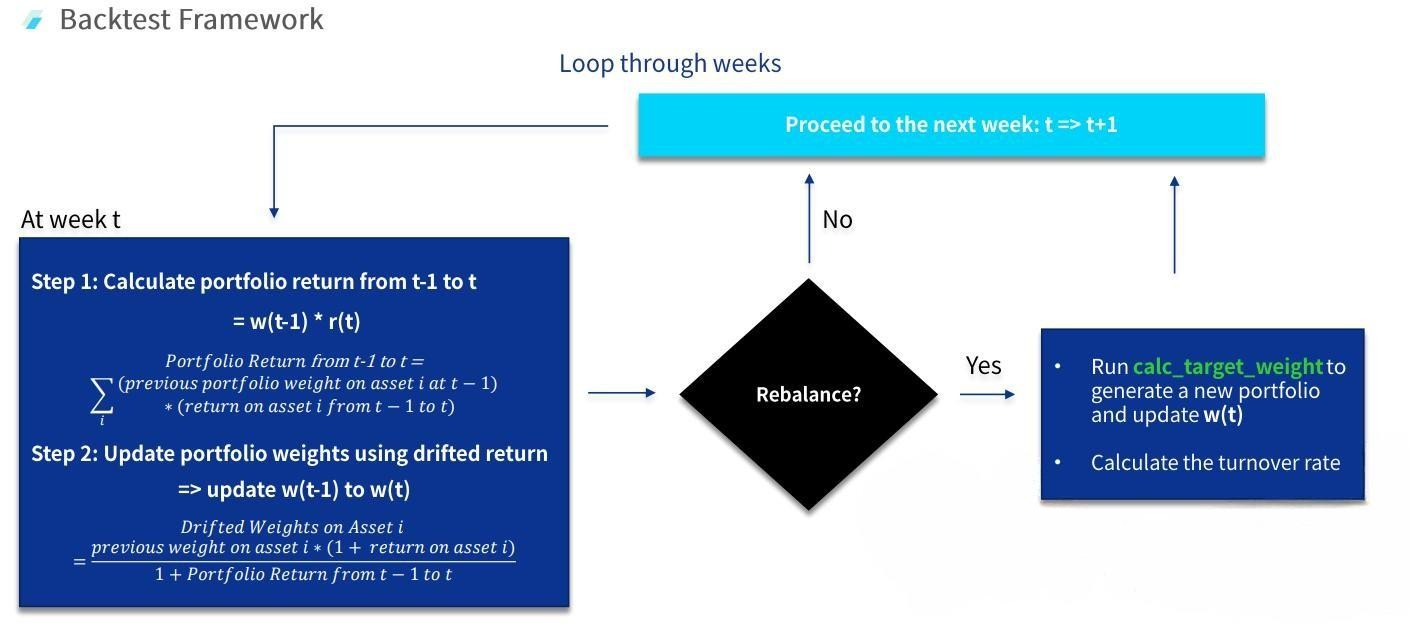 Backtest Framework
Loop through weeks
Proceed to the next week: t => t+1
At week t
Step 1: Calculate portfolio return from t-1 to t
= w(t-1) * r(t)
Portfolio Return from t-1 to t =
∑ (previous portfolio weight on asset i at t − 1)
i
∗ (return on asset i from t − 1 to t)
Step 2: Update portfolio weights using drifted return
=> update w(t-1) to w(t)
Drifted Weights on Asset i
= previous weight on asset i ∗ (1 + return on asset i)
1 + Portfolio Return from t − 1 to t
Rebalance?
No
Yes
• Run calc_target_weight to
generate a new portfolio
and update w(t)
• Calculate the turnover rate